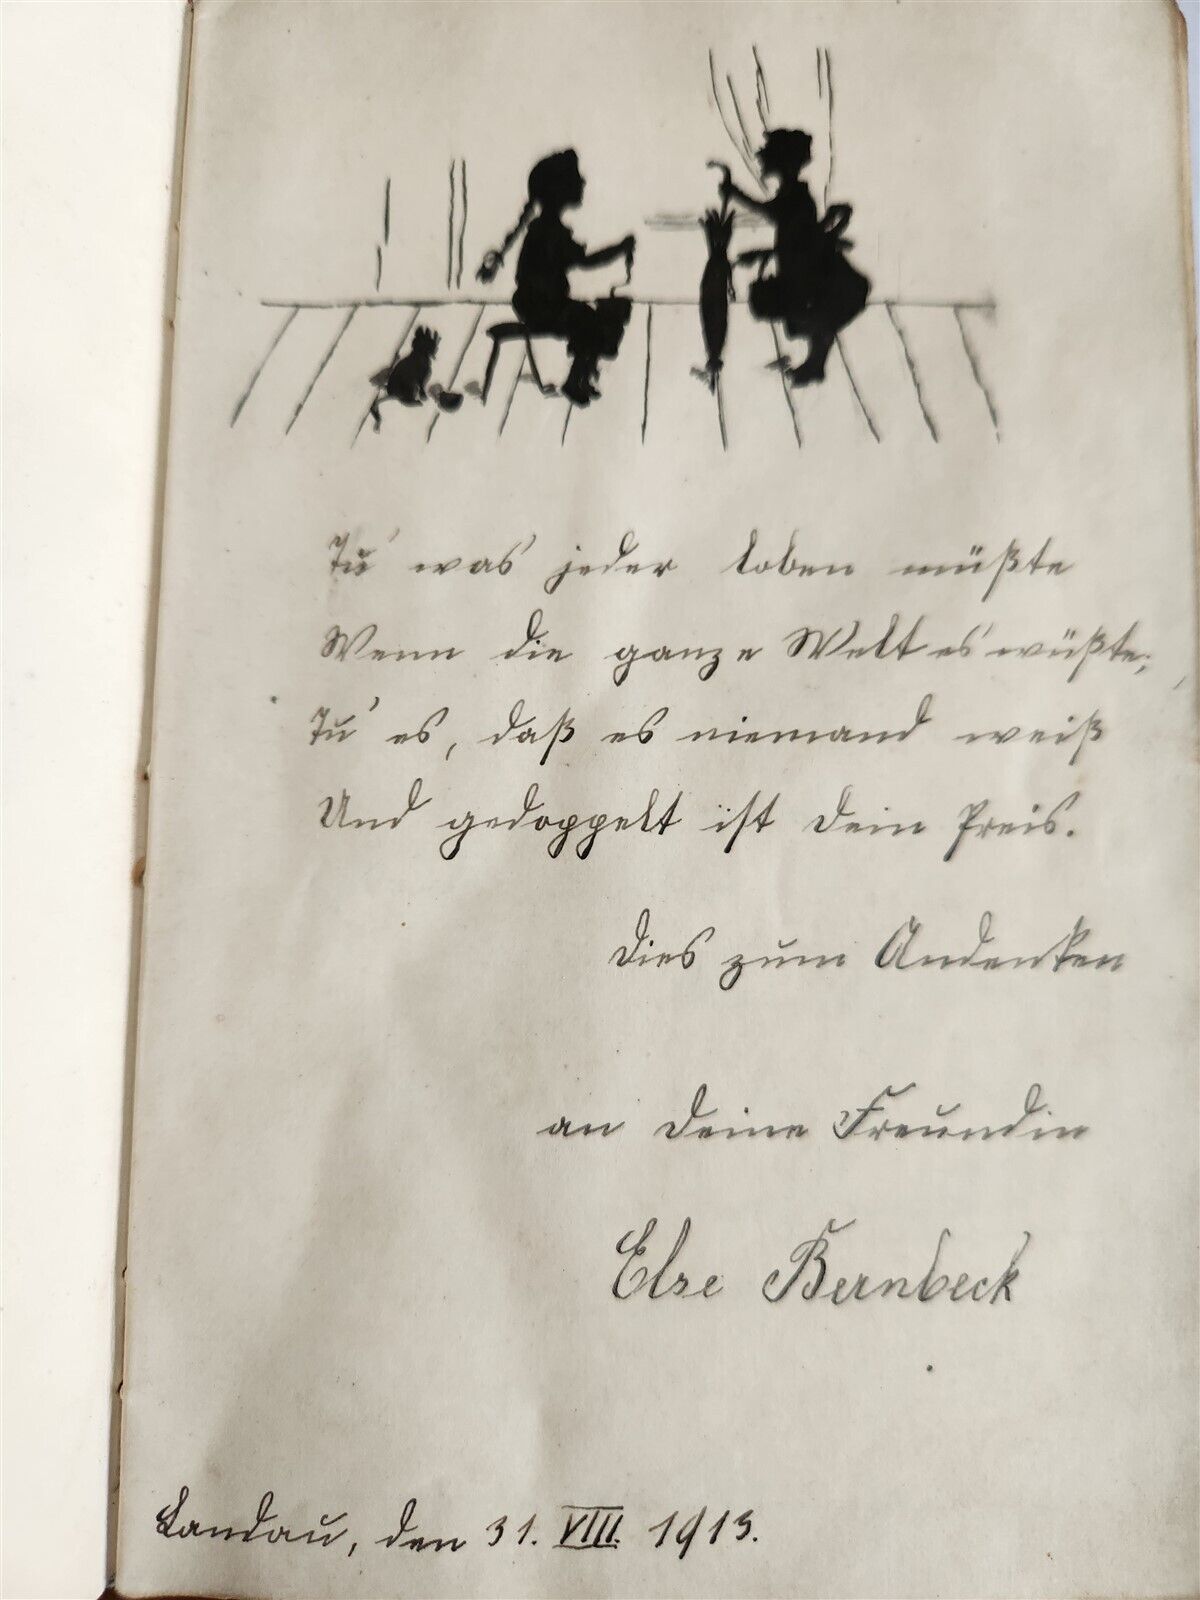 Tu' was jeder loben müßte
Wenn die ganze Welt es wüßte;
Tu' es, daß es niemand weiß
Und gedoppelt ist dein Preis.
Dies zum Andenken
an deine Freundin
Else Bernbeck
Landau, den 31. VIII. 1913.